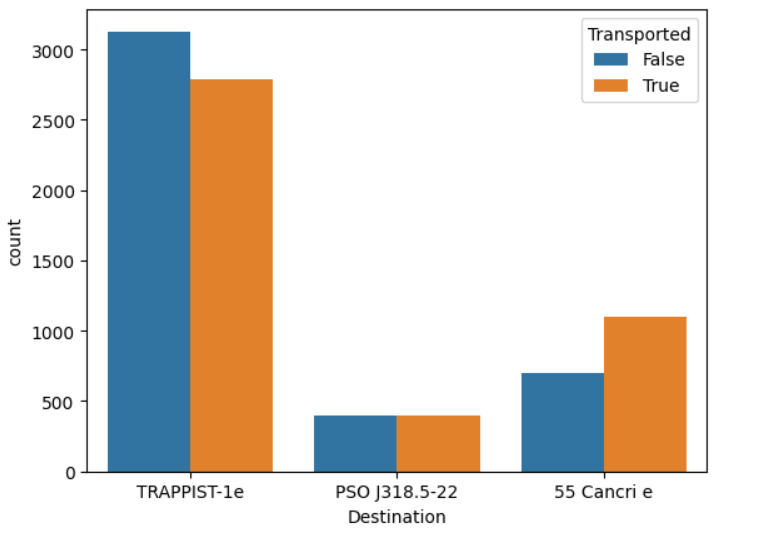 Transported
False
True
3000
2500
2000
1500
1000
500
0
count
TRAPPIST-1e
PSO J318.5-22
55 Cancri e
Destination